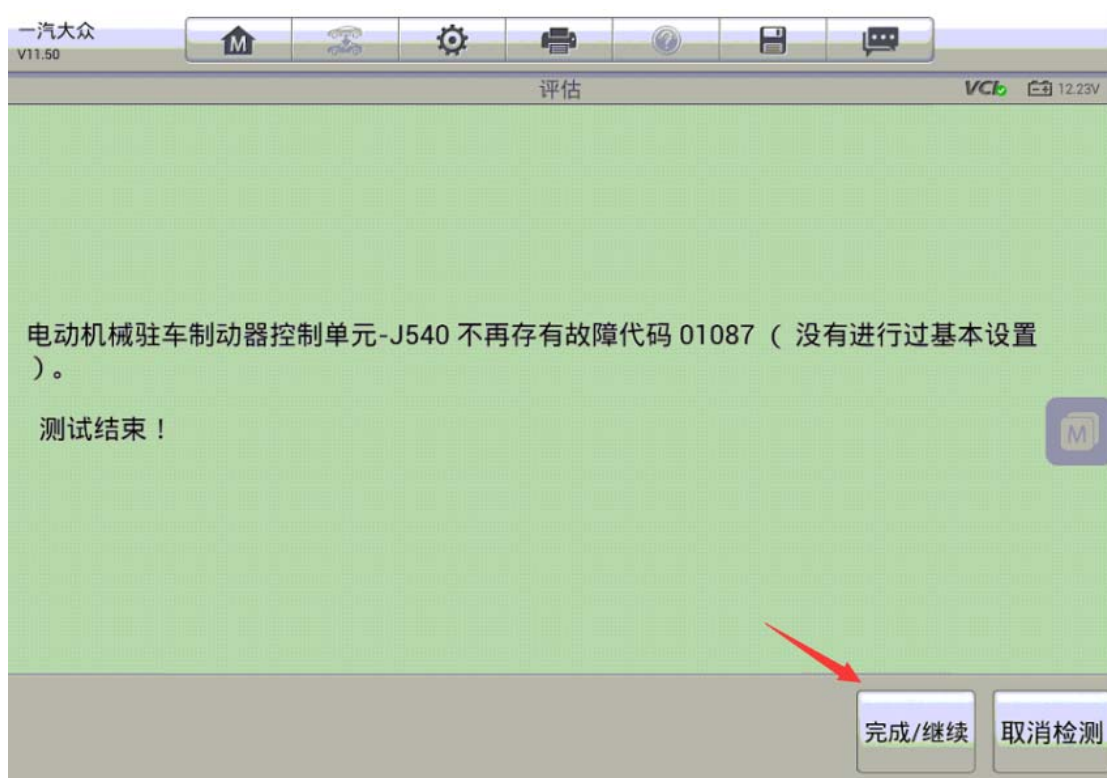 一汽大众
V11.50
M
评估
VCI
12.23V
电动机械驻车制动器控制单元-J540 不再存有故障代码 01087 ( 没有进行过基本设置
)。
测试结束！
M
完成/继续
取消检测